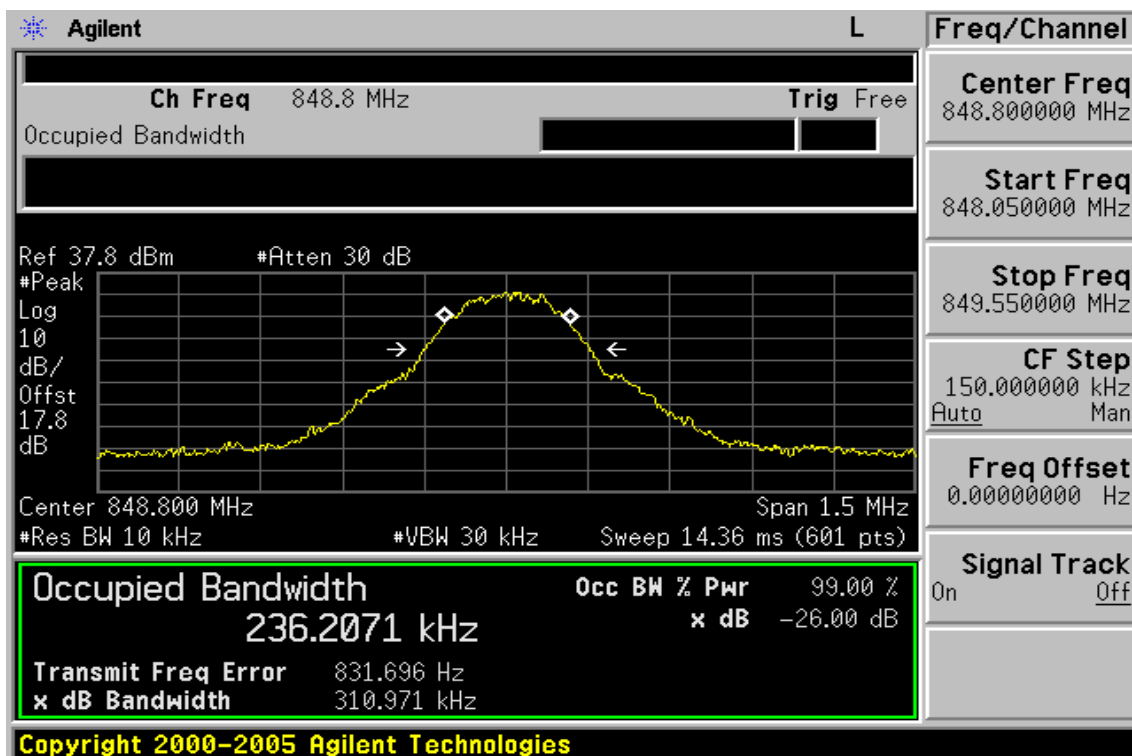 Agilent L
Ch Freq 848.8 MHz Trig Free
Occupied Bandwidth
Ref 37.8 dBm #Atten 30 dB
#Peak
Log
10
dB/
Offst
17.8
dB
Center 848.800 MHz Span 1.5 MHz
#Res BW 10 kHz #VBW 30 kHz Sweep 14.36 ms (601 pts)
Occupied Bandwidth Occ BW % Pwr 99.00 %
236.2071 kHz x dB -26.00 dB
Transmit Freq Error 831.696 Hz
x dB Bandwidth 310.971 kHz
Copyright 2000-2005 Agilent Technologies
Freq/Channel
Center Freq
848.800000 MHz
Start Freq
848.050000 MHz
Stop Freq
849.550000 MHz
CF Step
150.000000 kHz
Auto Man
Freq Offset
0.00000000 Hz
Signal Track
On Off